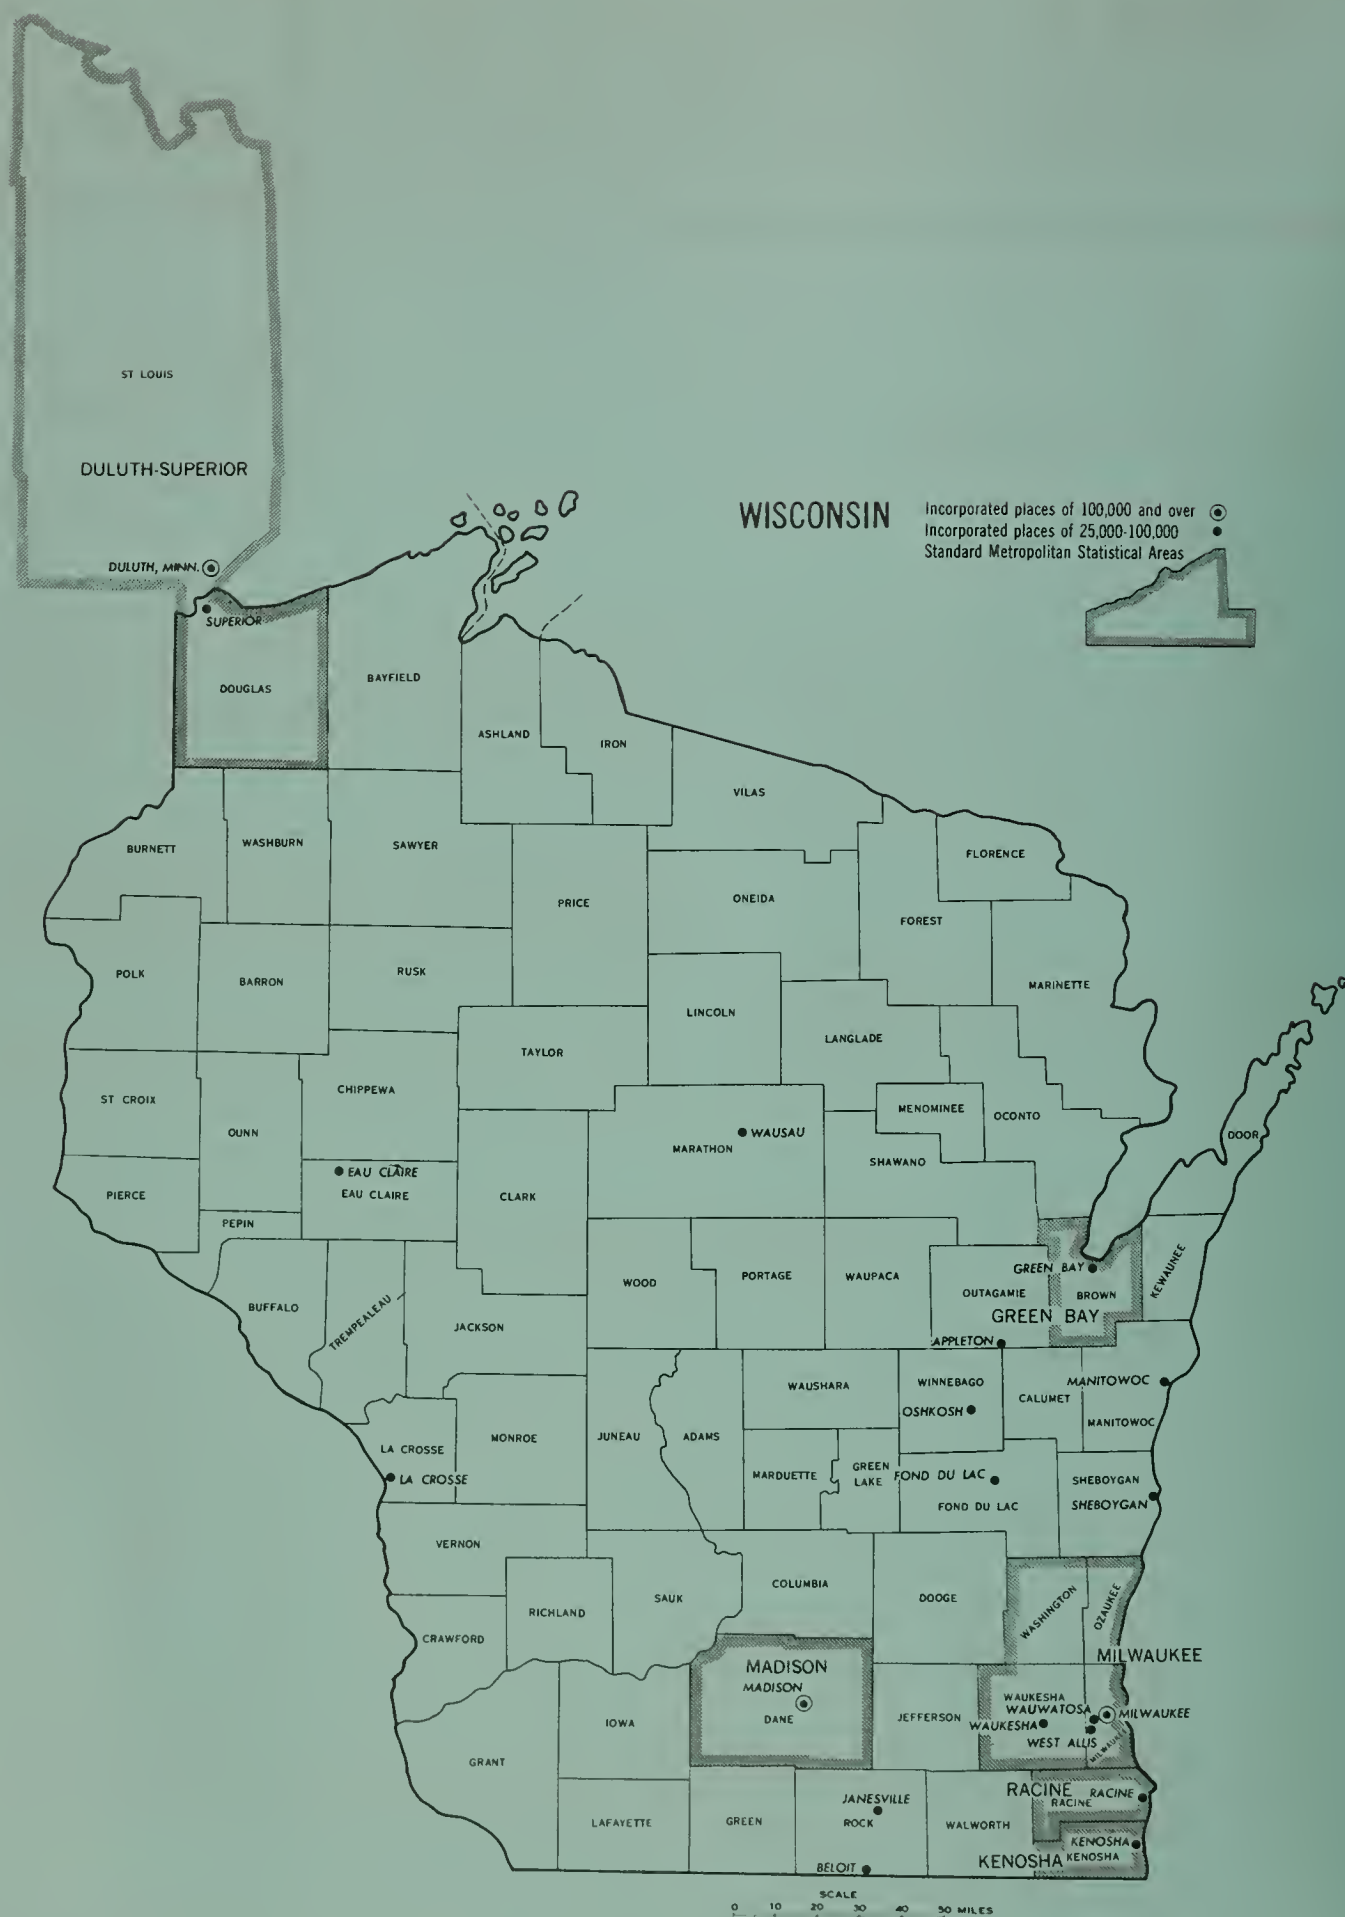 ST LOUIS
DULUTH-SUPERIOR
WISCONSIN
Incorporated places of 100,000 and over
Incorporated places of 25,000-100,000
Standard Metropolitan Statistical Areas
DULUTH, MINN.
SUPERIOR
DOUGLAS
BAYFIELD
ASHLAND
IRON
VILAS
BURNETT
WASHBURN
SAWYER
FLORENCE
PRICE
ONEIDA
FOREST
POLK
BARRON
RUSK
MARINETTE
LINCOLN
LANGLADE
TAYLOR
ST CROIX
CHIPPEWA
MENOMINEE
OCONTO
OUNN
WAUSAU
MARATHON
DOOR
SHAWANO
EAU CLAIRE
EAU CLAIRE
PIERCE
CLARK
PEPIN
GREEN BAY
KEWAUNEE
WOOD
PORTAGE
WAUPACA
OUTAGAMIE
BROWN
GREEN BAY
BUFFALO
TREMPEALEAU
JACKSON
APPLETON
WAUSHARA
WINNEBAGO
CALUMET
MANITOWOC
OSHKOSH
MANITOWOC
LA CROSSE
MONROE
JUNEAU
ADAMS
LA CROSSE
MARDUETTE
GREEN
LAKE
FOND DU LAC
FOND DU LAC
SHEBOYGAN
SHEBOYGAN
VERNON
COLUMBIA
RICHLAND
SAUK
DOOGE
WASHINGTON
OZAUKEE
CRAWFORD
MILWAUKEE
MADISON
MADISON
DANE
IOWA
JEFFERSON
WAUKESHA
WAUWATOSA
WAUKESHA
MILWAUKEE
WEST ALLIS
MILWAUKEE
GRANT
RACINE
RACINE
RACINE
LAFAYETTE
GREEN
JANESVILLE
ROCK
WALWORTH
KENOSHA
KENOSHA
KENOSHA
BELOIT
SCALE
0 10 20 30 40 50 MILES